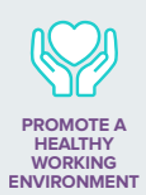 PROMOTE A
HEALTHY
WORKING
ENVIRONMENT